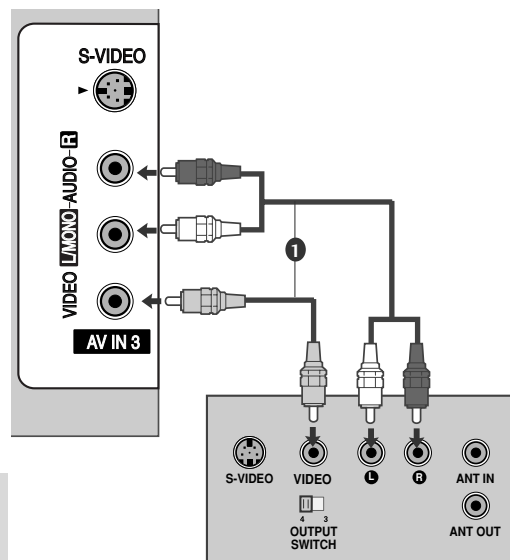 S-VIDEO
VIDEO L/MONO-AUDIO-R
AV IN 3
1
S-VIDEO
VIDEO
L
R
ANT IN
4 3
OUTPUT
SWITCH
ANT OUT